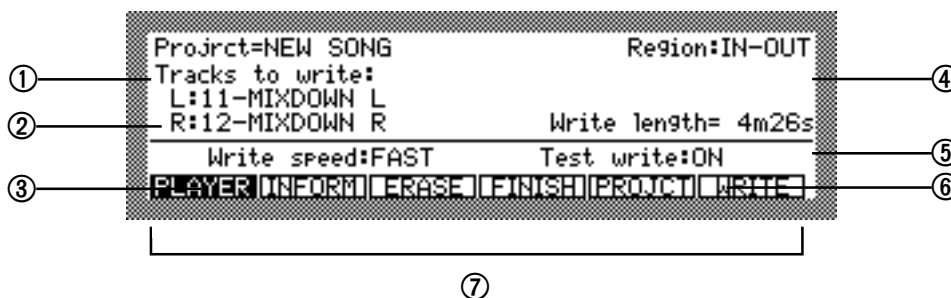 Projrct=NEW SONG Region:IN-OUT
① Tracks to write: ④
L:11-MIXDOWN L
② R:12-MIXDOWN R Write length= 4m26s
Write speed:FAST Test write:ON ⑤
③ PLAYER INFORM ERASE FINISH PROJCT WRITE ⑥
⑦